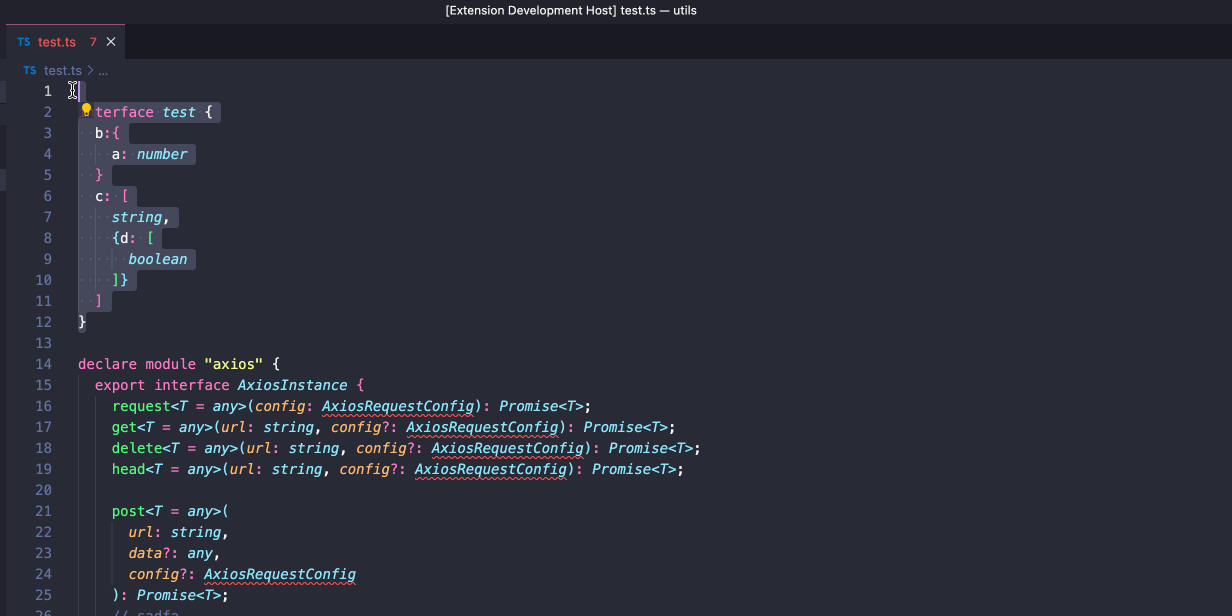 [Extension Development Host] test.ts — utils
TS test.ts 7
TS test.ts > ...
1
2 terface test {
3 b:{
4 a: number
5 }
6 c: [
7 string,
8 {d: [
9 boolean
10 ]}
11 ]
12 }
13
14 declare module "axios" {
15 export interface AxiosInstance {
16 request<T = any>(config: AxiosRequestConfig): Promise<T>;
17 get<T = any>(url: string, config?: AxiosRequestConfig): Promise<T>;
18 delete<T = any>(url: string, config?: AxiosRequestConfig): Promise<T>;
19 head<T = any>(url: string, config?: AxiosRequestConfig): Promise<T>;
20
21 post<T = any>(
22 url: string,
23 data?: any,
24 config?: AxiosRequestConfig
25 ): Promise<T>;
26 // sadfa